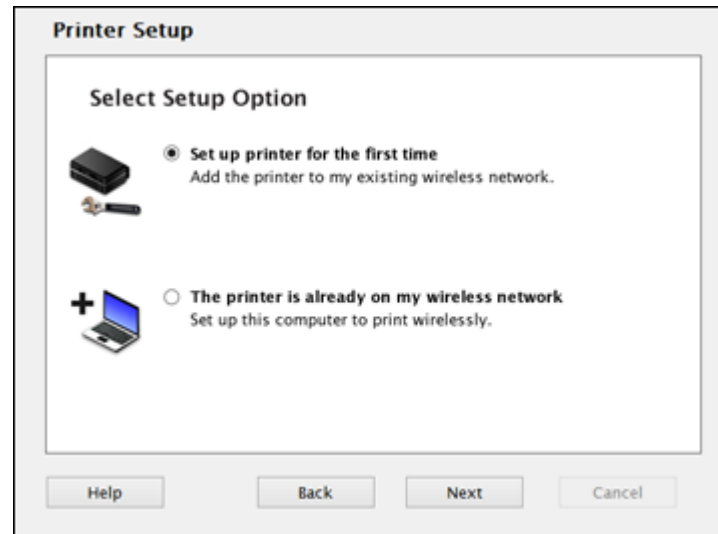 Printer Setup
Select Setup Option
Set up printer for the first time
Add the printer to my existing wireless network.
The printer is already on my wireless network
Set up this computer to print wirelessly.
Help
Back
Next
Cancel